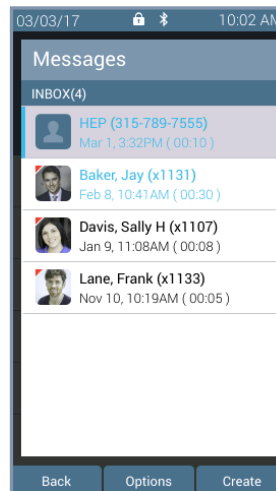 03/03/17 10:02 AM
Messages
INBOX(4)
HEP (315-789-7555)
Mar 1, 3:32PM ( 00:10 )
Baker, Jay (x1131)
Feb 8, 10:41AM ( 00:30 )
Davis, Sally H (x1107)
Jan 9, 11:08AM ( 00:08 )
Lane, Frank (x1133)
Nov 10, 10:19AM ( 00:05 )
Back Options Create